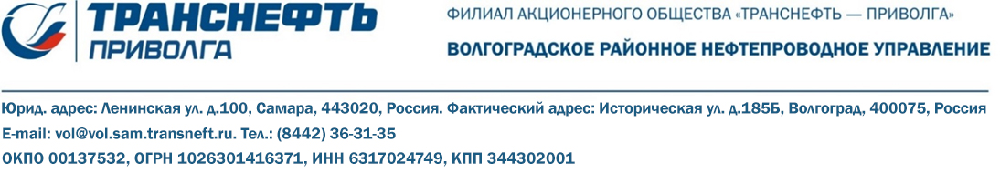 ТРАНСНЕФТЬ
ПРИВОЛГА
ФИЛИАЛ АКЦИОНЕРНОГО ОБЩЕСТВА «ТРАНСНЕФТЬ — ПРИВОЛГА»
ВОЛГОГРАДСКОЕ РАЙОННОЕ НЕФТЕПРОВОДНОЕ УПРАВЛЕНИЕ
Юрид. адрес: Ленинская ул. д.100, Самара, 443020, Россия. Фактический адрес: Историческая ул. д.185Б, Волгоград, 400075, Россия
E-mail: vol@vol.sam.transneft.ru. Тел.: (8442) 36-31-35
ОКПО 00137532, ОГРН 1026301416371, ИНН 6317024749, КПП 344302001